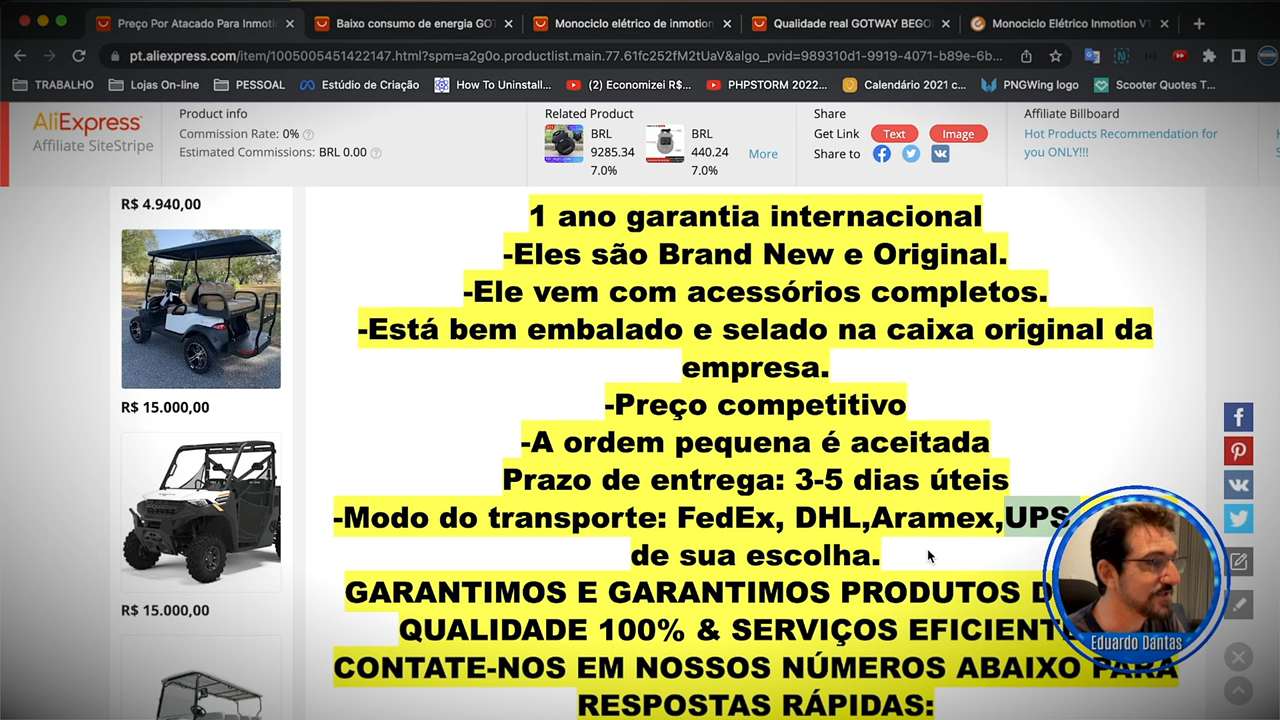 Preço Por Atacado Para Inmoti
Baixo consumo de energia GOT
Monociclo elétrico de inmotion
Qualidade real GOTWAY BEGO
Monociclo Elétrico Inmotion V1
pt.aliexpress.com/item/1005005451422147.html?spm=a2g0o.productlist.main.77.61fc252fM2tUaV&algo_pvid=989310d1-9919-4071-b89e-6b...
TRABALHO
Lojas On-line
PESSOAL
Estúdio de Criação
How To Uninstall...
(2) Economizei R$...
PHPSTORM 2022...
Calendário 2021 c...
PNGWing logo
Scooter Quotes T...
AliExpress
Affiliate SiteStripe
Product info
Commission Rate: 0%
Estimated Commissions: BRL 0.00
Related Product
BRL
9285.34
7.0%
BRL
440.24
7.0%
More
Share
Get Link Text Image
Share to
Affiliate Billboard
Hot Products Recommendation for
you ONLY!!!
R$ 4.940,00
R$ 15.000,00
R$ 15.000,00
1 ano garantia internacional
-Eles são Brand New e Original.
-Ele vem com acessórios completos.
-Está bem embalado e selado na caixa original da
empresa.
-Preço competitivo
-A ordem pequena é aceitada
Prazo de entrega: 3-5 dias úteis
-Modo do transporte: FedEx, DHL,Aramex,UPS
de sua escolha.
GARANTIMOS E GARANTIMOS PRODUTOS
QUALIDADE 100% & SERVIÇOS EFICIENT
CONTATE-NOS EM NOSSOS NÚMEROS ABAIXO PARA
RESPOSTAS RÁPIDAS:
Eduardo Dantas